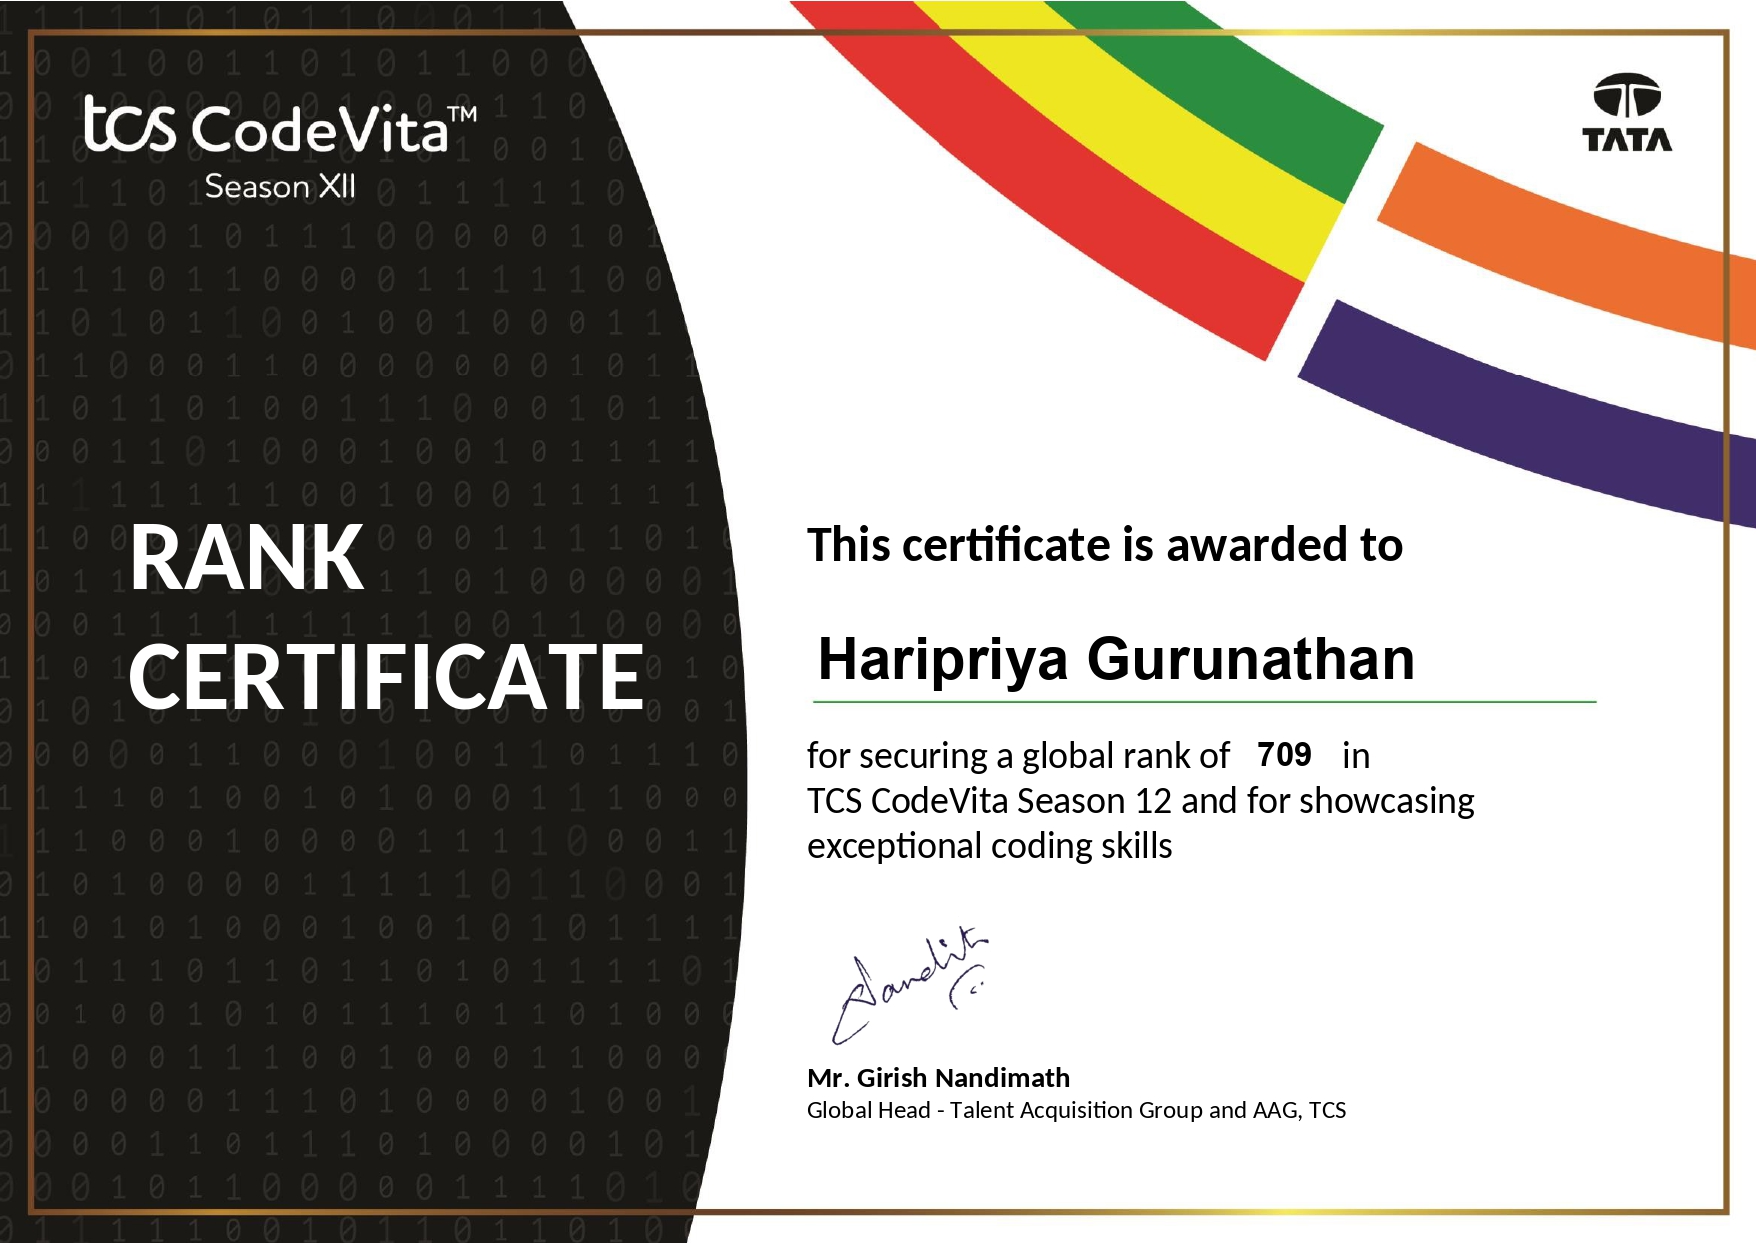 tcs CodeVita™
Season XII
RANK
CERTIFICATE
TATA
This certificate is awarded to
Haripriya Gurunathan
for securing a global rank of 709 in
TCS CodeVita Season 12 and for showcasing
exceptional coding skills
Mr. Girish Nandimath
Global Head - Talent Acquisition Group and AAG, TCS